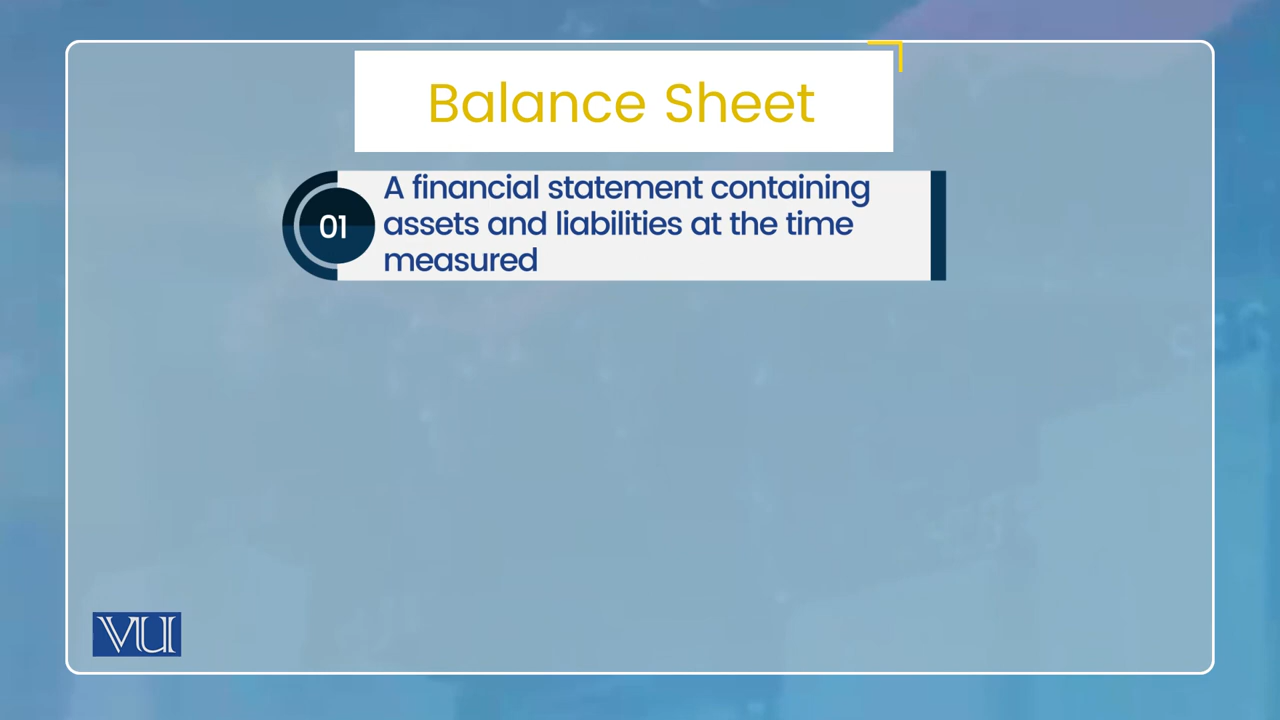 Balance Sheet
01
A financial statement containing
assets and liabilities at the time
measured
VU